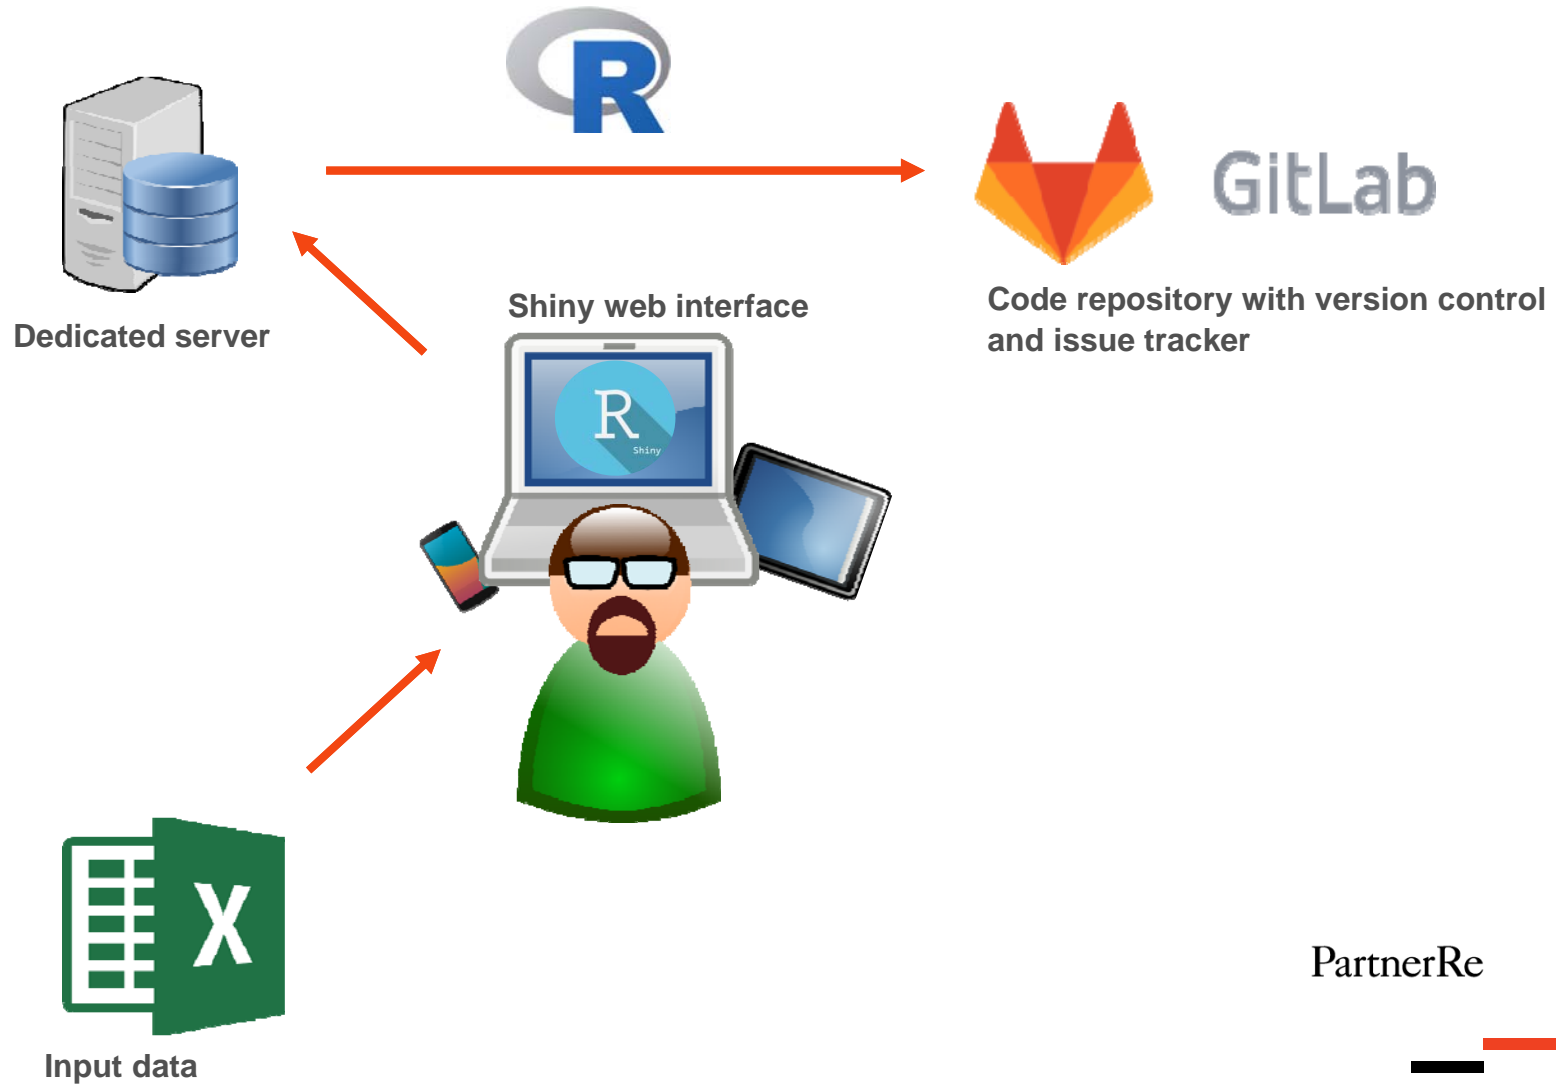 R
GitLab
Dedicated server
Shiny web interface
Code repository with version control
and issue tracker
R
Shiny
X
PartnerRe
Input data